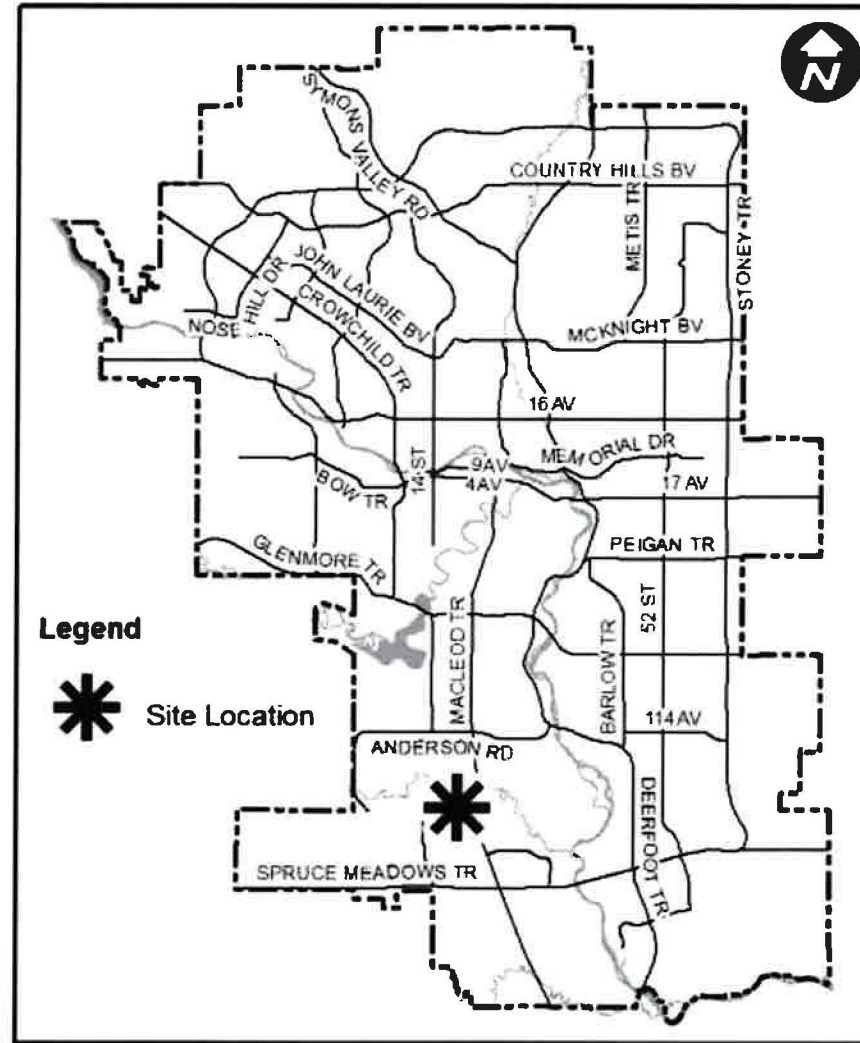 N
SYMONS VALLEY RD
COUNTRY HILLS BV
METIS TR
STONEY TR
JOHN LAURIE BV
NOSE HILL DR
CROWCHILD TR
MCKNIGHT BV
16 AV
MEMORIAL DR
14 ST
9 AV
4 AV
17 AV
BOW TR
PEIGAN TR
GLENMORE TR
52 ST
BARLOW TR
MACLEOD TR
Legend
Site Location
114 AV
ANDERSON RD
DEERFOOT TR
SPRUCE MEADOWS TR